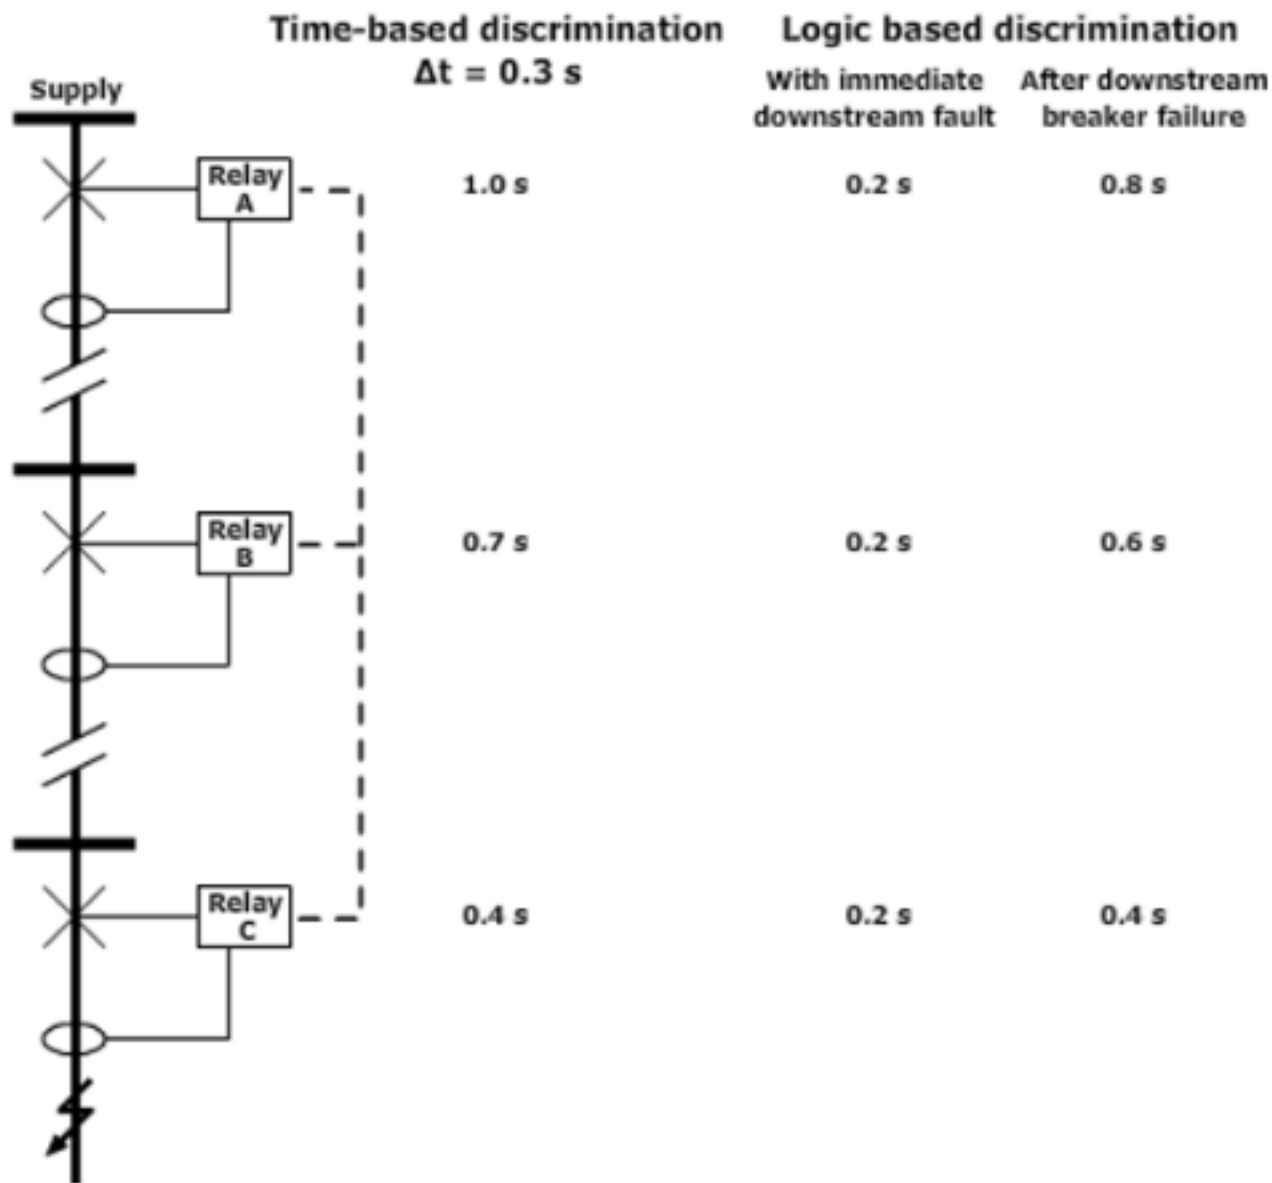 Time-based discrimination
Δt = 0.3 s
Logic based discrimination
With immediate
downstream fault
After downstream
breaker failure
Supply
Relay
A
1.0 s
0.2 s
0.8 s
Relay
B
0.7 s
0.2 s
0.6 s
Relay
C
0.4 s
0.2 s
0.4 s